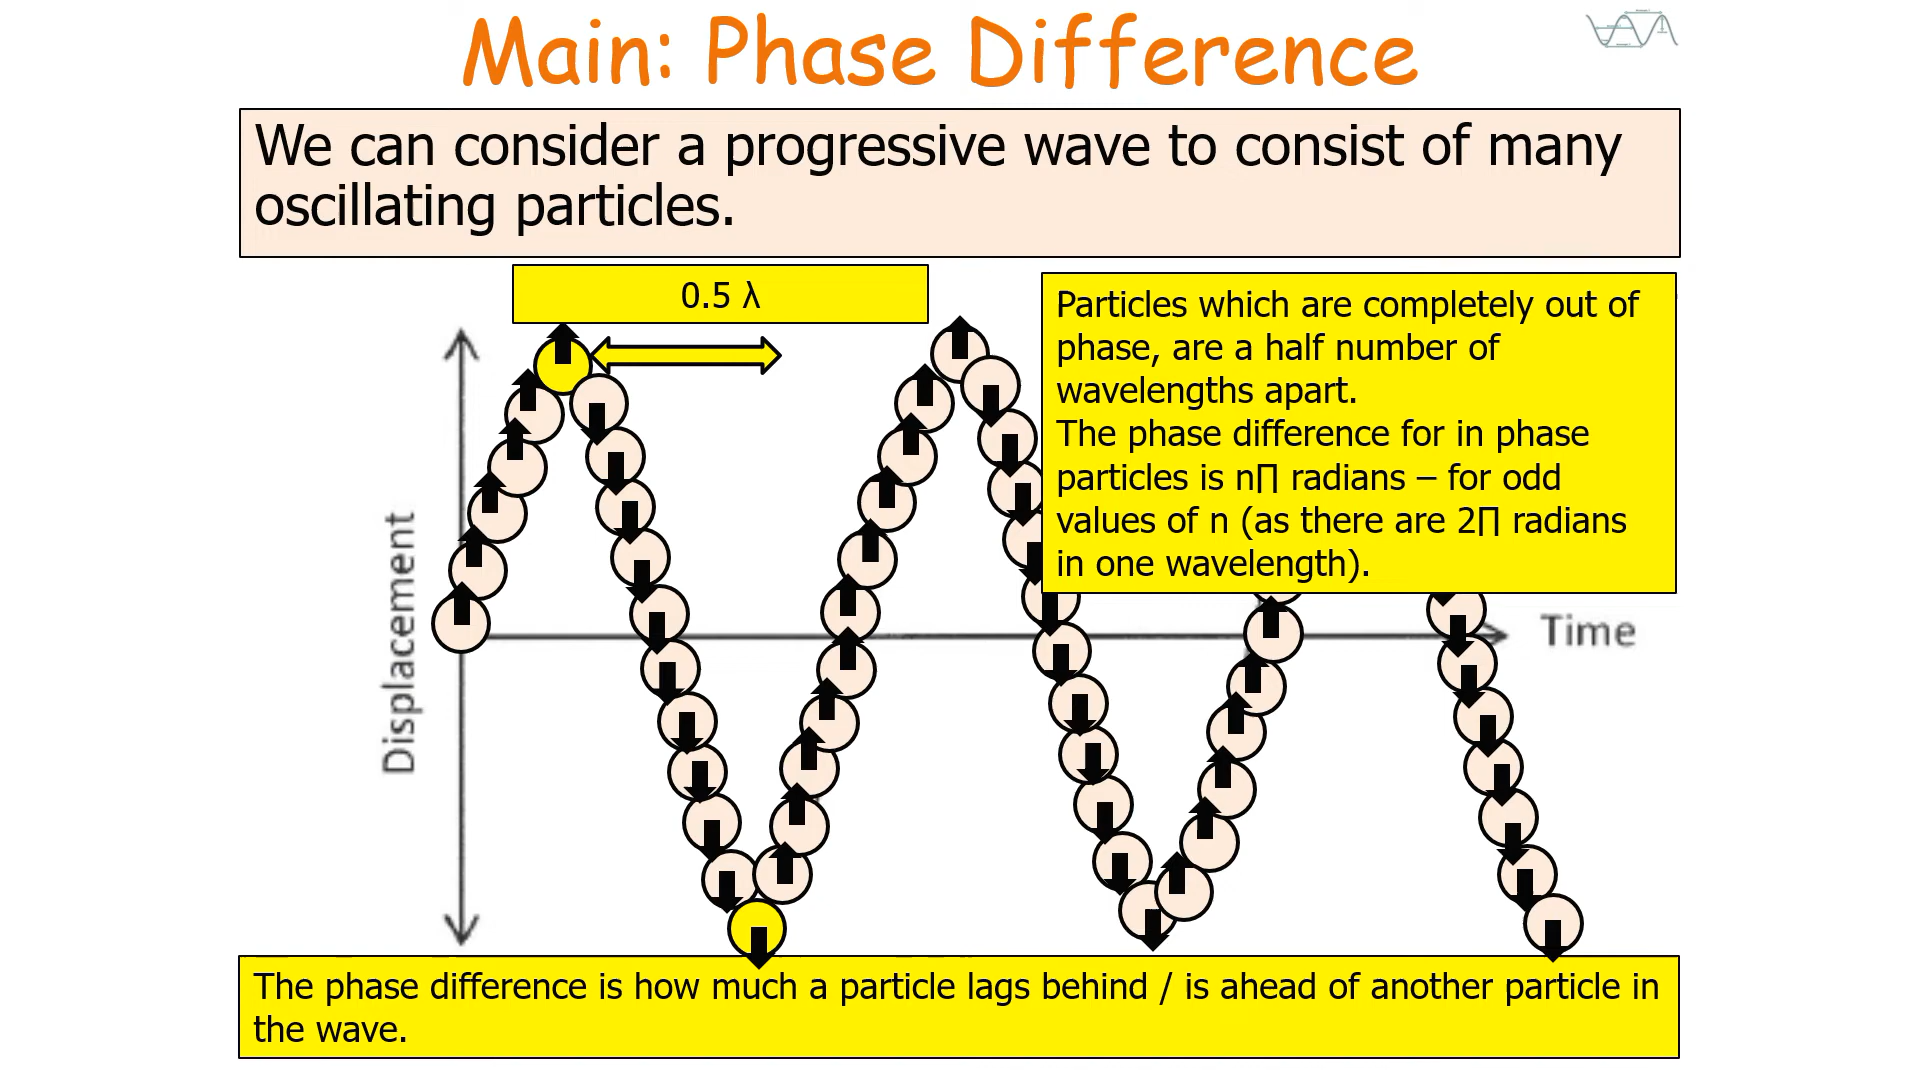 Main: Phase Difference
We can consider a progressive wave to consist of many
oscillating particles.
0.5 λ
Particles which are completely out of
phase, are a half number of
wavelengths apart.
The phase difference for in phase
particles is n∏ radians – for odd
values of n (as there are 2∏ radians
in one wavelength).
Displacement
Time
The phase difference is how much a particle lags behind / is ahead of another particle in
the wave.